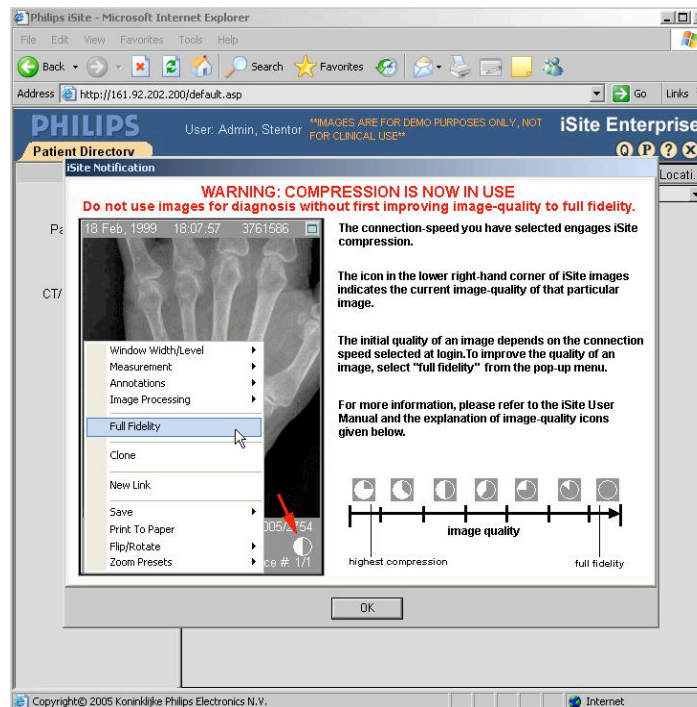 Philips iSite - Microsoft Internet Explorer
File Edit View Favorites Tools Help
Back Search Favorites
Address http://161.92.202.200/default.asp Go Links
PHILIPS User: Admin, Stentor **IMAGES ARE FOR DEMO PURPOSES ONLY, NOT FOR CLINICAL USE** iSite Enterprise
Patient Directory Q P ? X
iSite Notification
Locati.
WARNING: COMPRESSION IS NOW IN USE
Do not use images for diagnosis without first improving image-quality to full fidelity.
18 Feb, 1999 18:07:57 3761586
CT/
The connection-speed you have selected engages iSite
compression.
The icon in the lower right-hand corner of iSite images
indicates the current image-quality of that particular
image.
The initial quality of an image depends on the connection
speed selected at login.To improve the quality of an
image, select "full fidelity" from the pop-up menu.
For more information, please refer to the iSite User
Manual and the explanation of image-quality icons
given below.
Window Width/Level
Measurement
Annotations
Image Processing
Full Fidelity
Clone
New Link
Save
Print To Paper
Flip/Rotate
Zoom Presets
005/2754
ce #: 1/1
image quality
highest compression full fidelity
OK
Copyright© 2005 Koninklijke Philips Electronics N.V. Internet